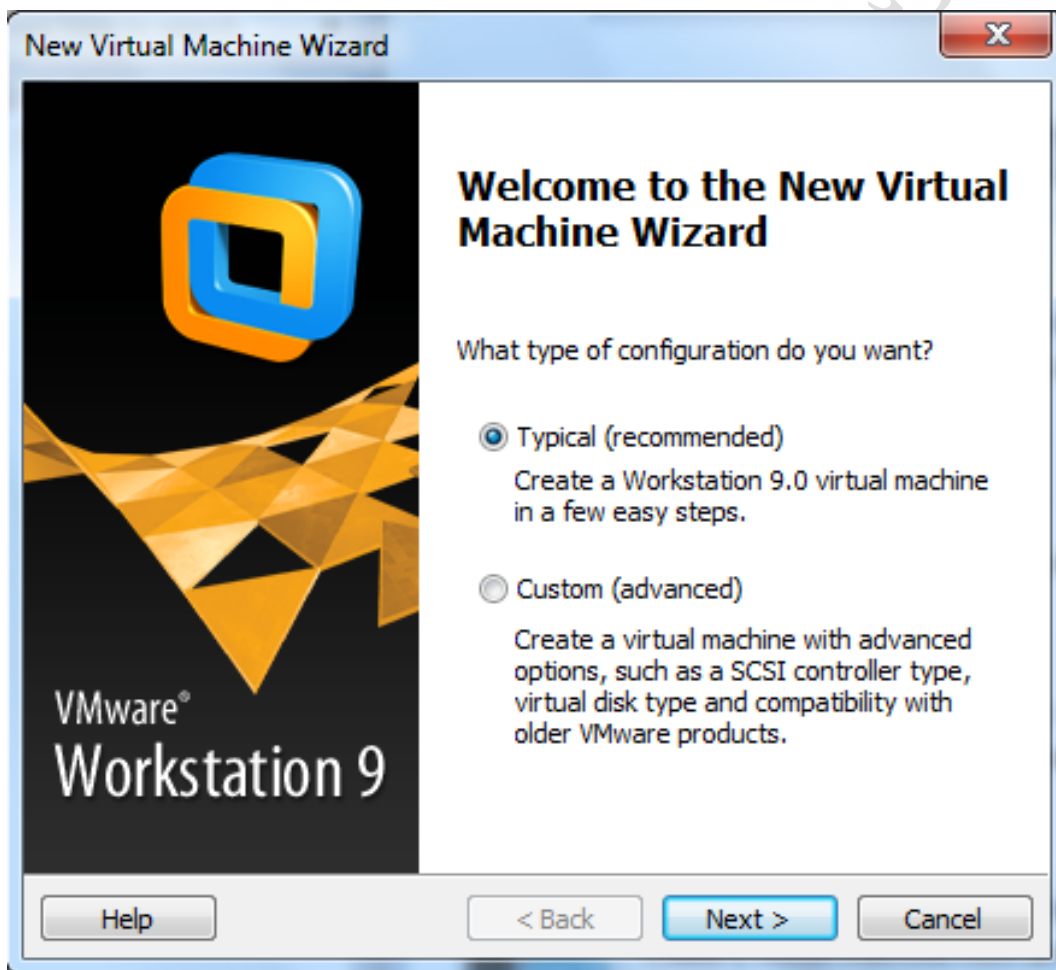 New Virtual Machine Wizard
Welcome to the New Virtual
Machine Wizard
What type of configuration do you want?
Typical (recommended)
Create a Workstation 9.0 virtual machine
in a few easy steps.
Custom (advanced)
Create a virtual machine with advanced
options, such as a SCSI controller type,
virtual disk type and compatibility with
older VMware products.
VMware®
Workstation 9
Help
< Back
Next >
Cancel